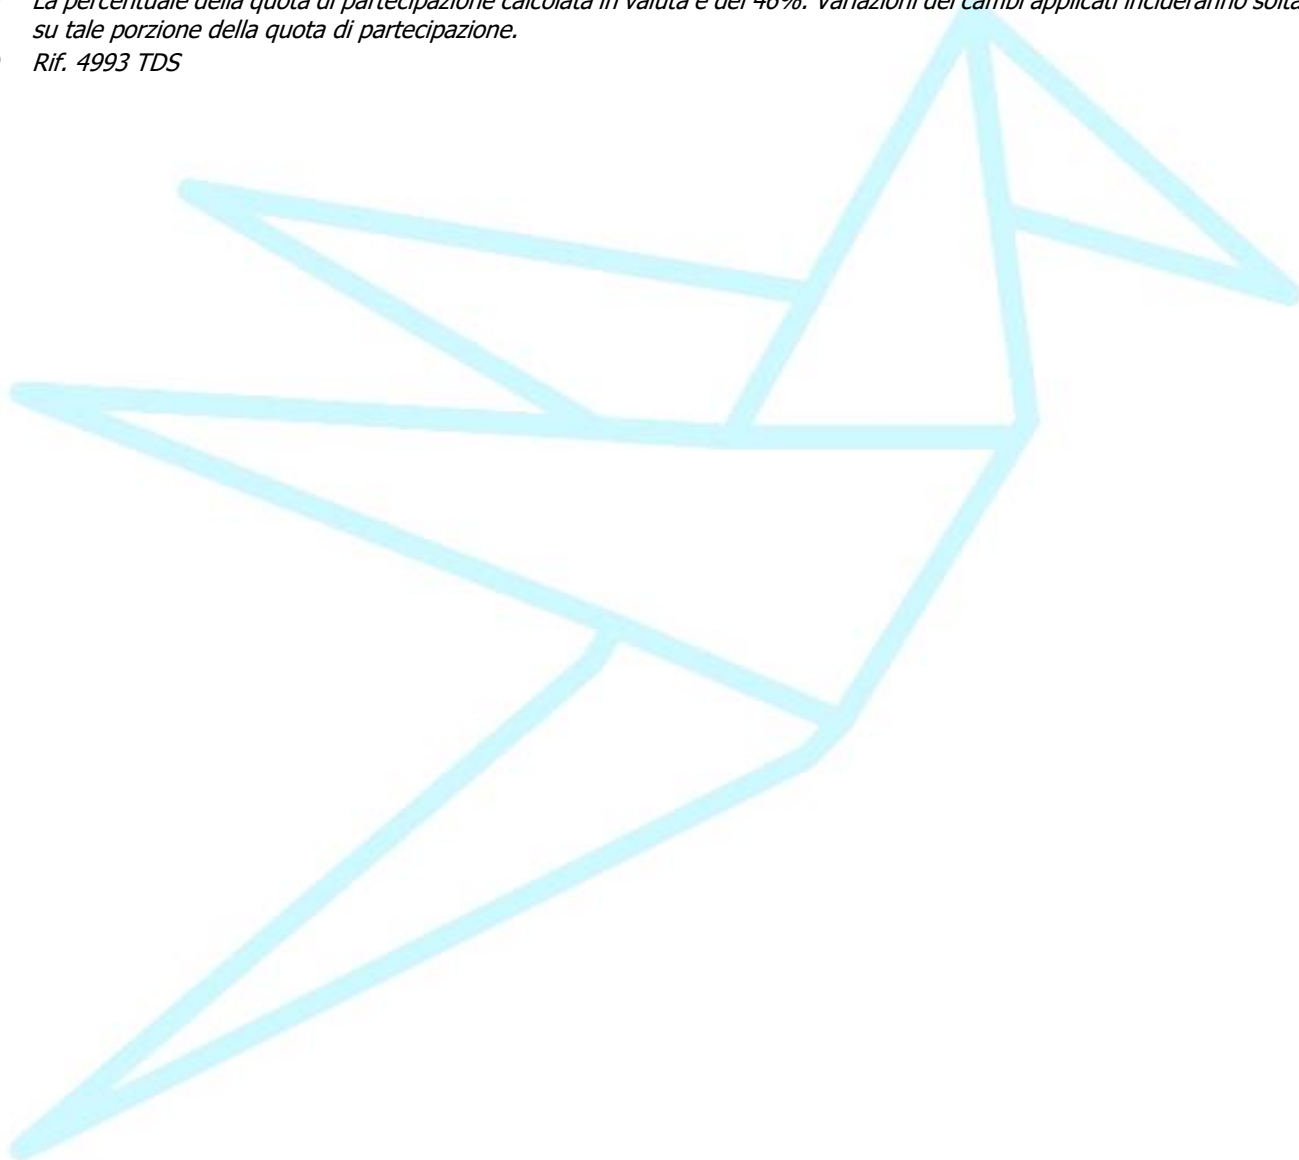 La percentuale della quota di partecipazione calcolata in valuta è del 46%. Variazioni dei cambi applicati incideranno
su tale porzione della quota di partecipazione.
Rif. 4993 TDS